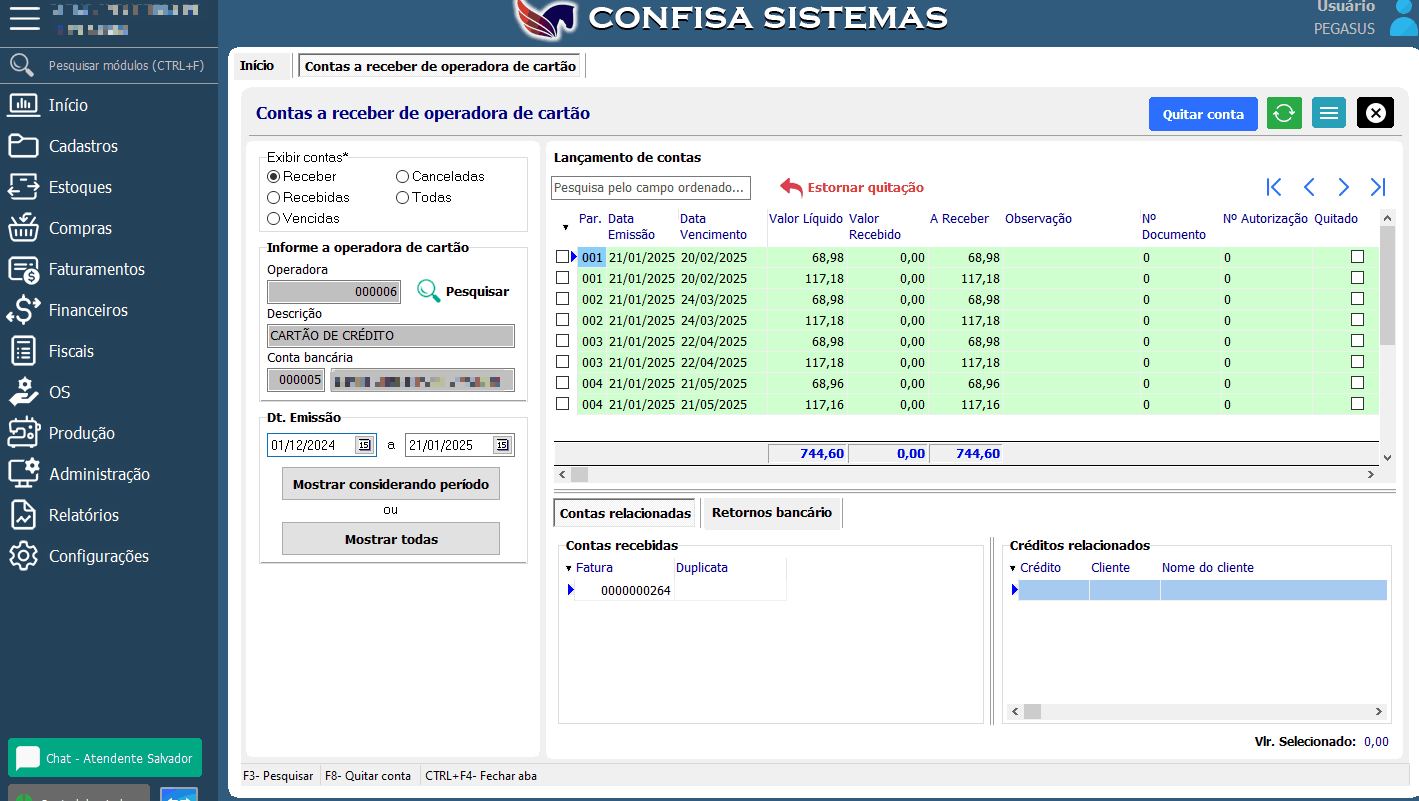 CONFISA SISTEMAS
Usuário
PEGASUS
Pesquisar módulos (CTRL+F)
Início
Cadastros
Estoques
Compras
Faturamentos
Financeiros
Fiscais
OS
Produção
Administração
Relatórios
Configurações
Chat - Atendente Salvador
Início
Contas a receber de operadora de cartão
Contas a receber de operadora de cartão
Quitar conta
Exibir contas*
Receber
Canceladas
Recebidas
Todas
Vencidas
Informe a operadora de cartão
Operadora
000006
Pesquisar
Descrição
CARTÃO DE CRÉDITO
Conta bancária
000005
Dt. Emissão
01/12/2024 15 a 21/01/2025 15
Mostrar considerando período
ou
Mostrar todas
Lançamento de contas
Pesquisa pelo campo ordenado...
Estornar quitação
Par. Data Emissão Data Vencimento Valor Líquido Valor Recebido A Receber Observação Nº Documento Nº Autorização Quitado
001 21/01/2025 20/02/2025 68,98 0,00 68,98 0 0
001 21/01/2025 20/02/2025 117,18 0,00 117,18 0 0
002 21/01/2025 24/03/2025 68,98 0,00 68,98 0 0
002 21/01/2025 24/03/2025 117,18 0,00 117,18 0 0
003 21/01/2025 22/04/2025 68,98 0,00 68,98 0 0
003 21/01/2025 22/04/2025 117,18 0,00 117,18 0 0
004 21/01/2025 21/05/2025 68,96 0,00 68,96 0 0
004 21/01/2025 21/05/2025 117,16 0,00 117,16 0 0
744,60 0,00 744,60
Contas relacionadas
Retornos bancário
Contas recebidas
Fatura Duplicata
0000000264
Créditos relacionados
Crédito Cliente Nome do cliente
Vlr. Selecionado: 0,00
F3- Pesquisar F8- Quitar conta CTRL+F4- Fechar aba